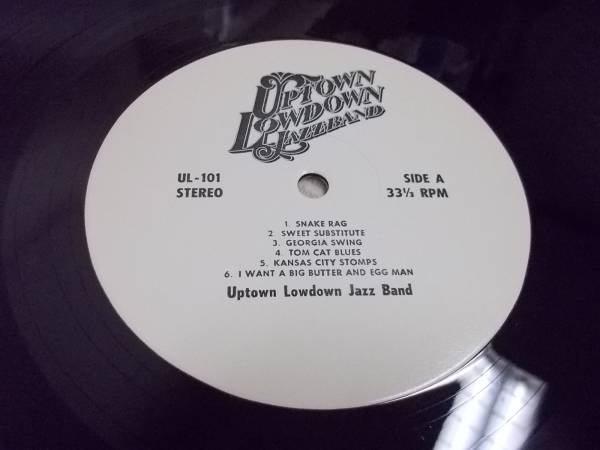 UPTOWN
LOWDOWN
JAZZBAND
UL-101
STEREO
SIDE A
33⅓ RPM
1 SNAKE RAG
2. SWEET SUBSTITUTE
3. GEORGIA SWING
4. TOM CAT BLUES
5. KANSAS CITY STOMPS
6. I WANT A BIG BUTTER AND EGG MAN
Uptown Lowdown Jazz Band